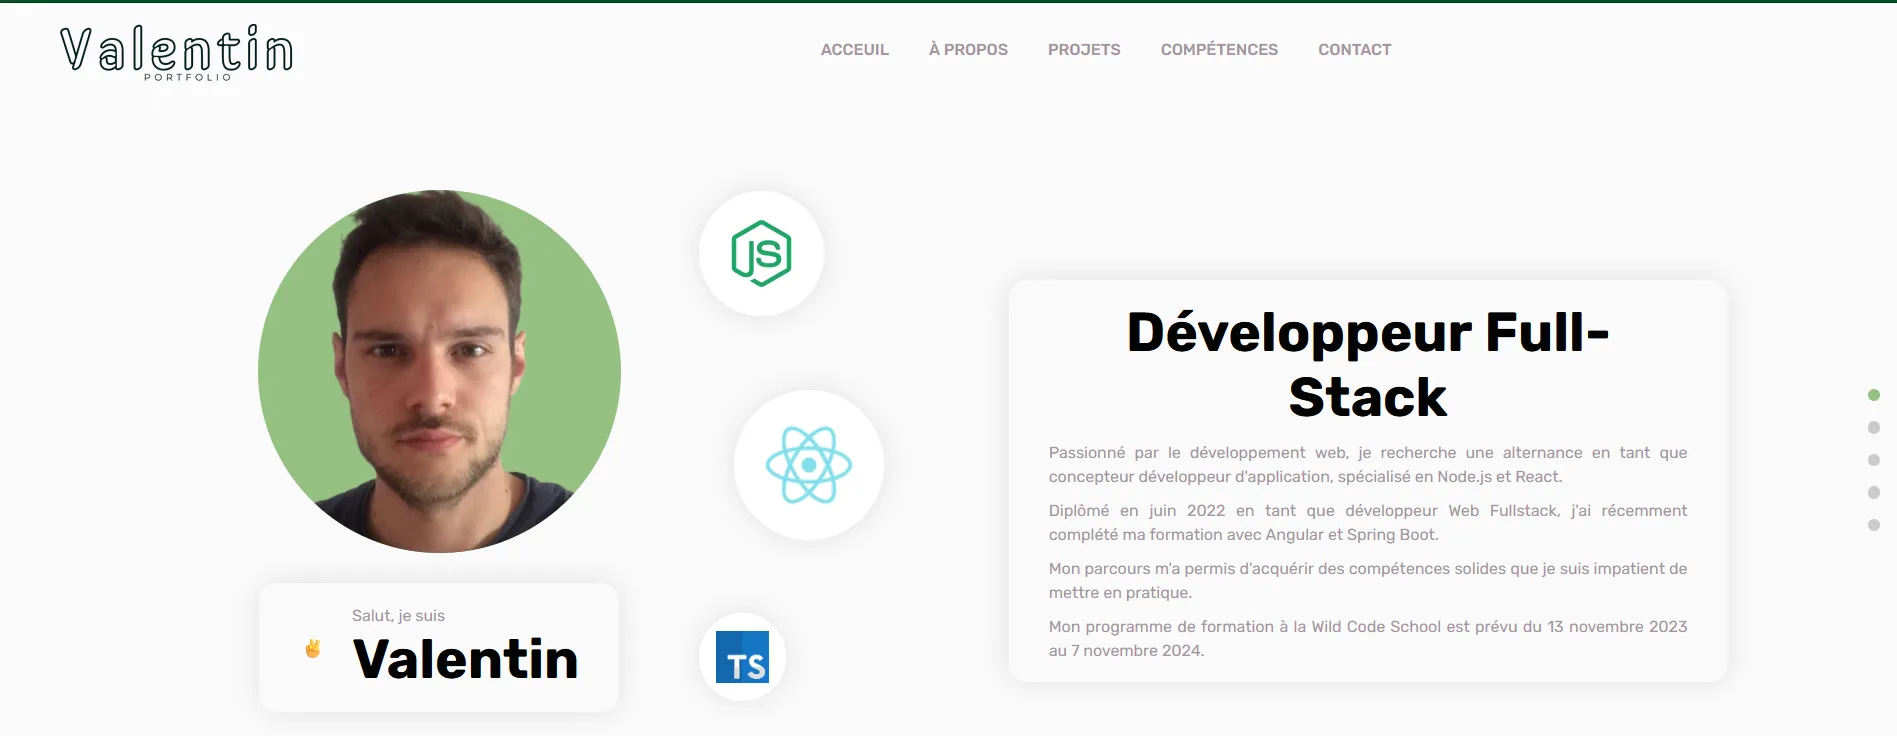 Valentin
PORTFOLIO
ACCEUIL À PROPOS PROJETS COMPÉTENCES CONTACT
JS
Développeur Full-
Stack
Passionné par le développement web, je recherche une alternance en tant que
concepteur développeur d'application, spécialisé en Node.js et React.
Diplômé en juin 2022 en tant que développeur Web Fullstack, j'ai récemment
complété ma formation avec Angular et Spring Boot.
Mon parcours m'a permis d'acquérir des compétences solides que je suis impatient de
mettre en pratique.
Mon programme de formation à la Wild Code School est prévu du 13 novembre 2023
au 7 novembre 2024.
Salut, je suis
✌️ Valentin
TS